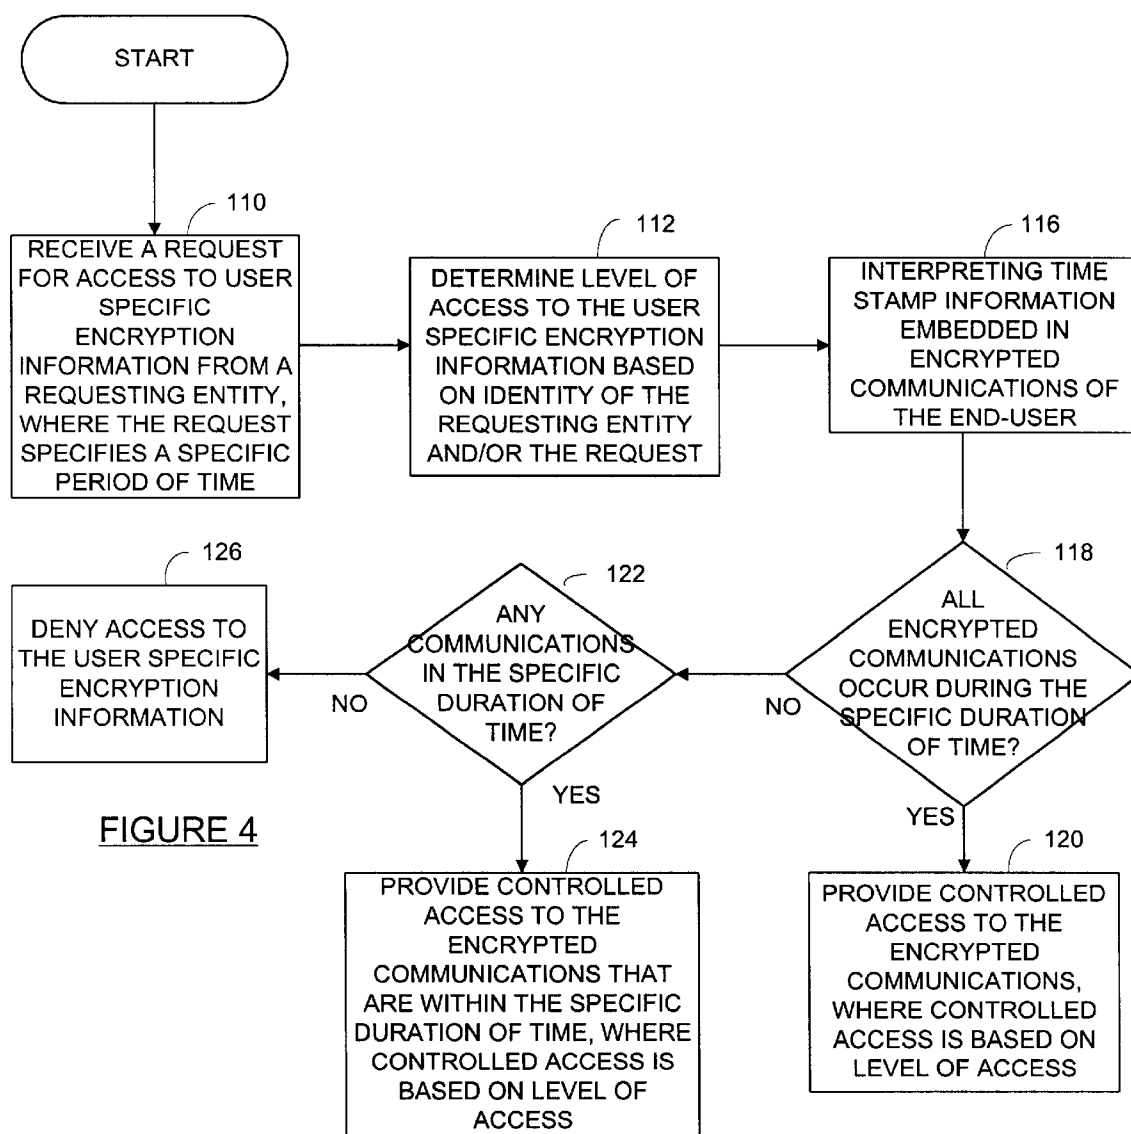 START
110
RECEIVE A REQUEST
FOR ACCESS TO USER
SPECIFIC
ENCRYPTION
INFORMATION FROM A
REQUESTING ENTITY,
WHERE THE REQUEST
SPECIFIES A SPECIFIC
PERIOD OF TIME
112
DETERMINE LEVEL OF
ACCESS TO THE USER
SPECIFIC ENCRYPTION
INFORMATION BASED
ON IDENTITY OF THE
REQUESTING ENTITY
AND/OR THE REQUEST
116
INTERPRETING TIME
STAMP INFORMATION
EMBEDDED IN
ENCRYPTED
COMMUNICATIONS OF
THE END-USER
118
ALL
ENCRYPTED
COMMUNICATIONS
OCCUR DURING THE
SPECIFIC DURATION
OF TIME?
NO
YES
122
ANY
COMMUNICATIONS
IN THE SPECIFIC
DURATION OF
TIME?
NO
YES
126
DENY ACCESS TO
THE USER SPECIFIC
ENCRYPTION
INFORMATION
124
PROVIDE CONTROLLED
ACCESS TO THE
ENCRYPTED
COMMUNICATIONS THAT
ARE WITHIN THE SPECIFIC
DURATION OF TIME, WHERE
CONTROLLED ACCESS IS
BASED ON LEVEL OF
ACCESS
120
PROVIDE CONTROLLED
ACCESS TO THE
ENCRYPTED
COMMUNICATIONS,
WHERE CONTROLLED
ACCESS IS BASED ON
LEVEL OF ACCESS
FIGURE 4